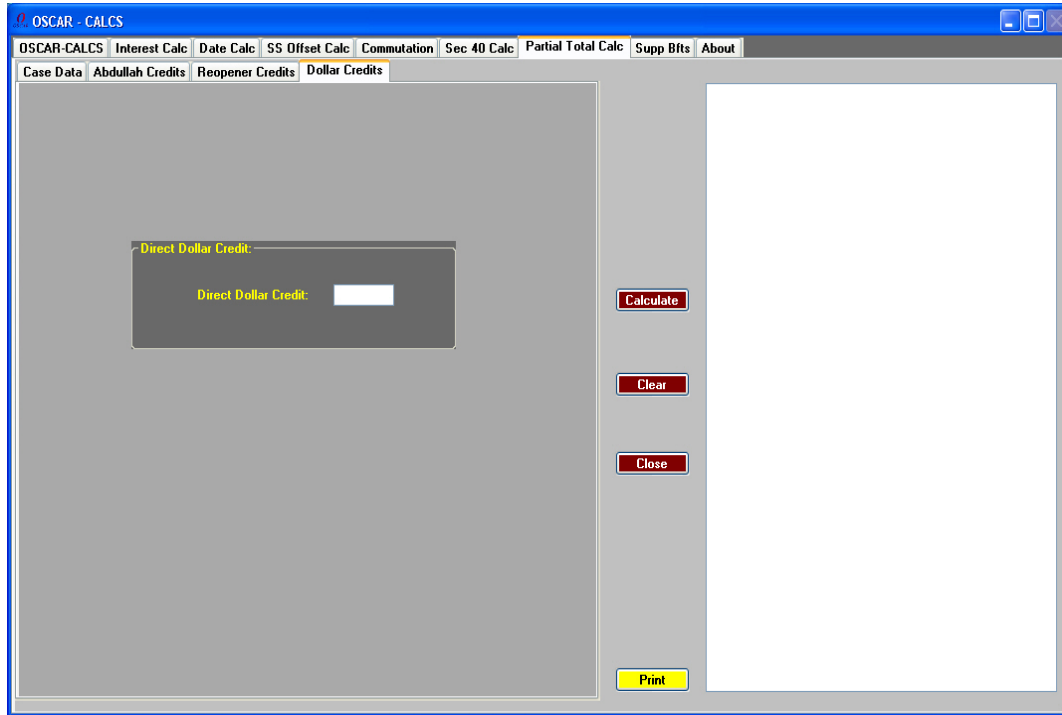 OSCAR - CALCS
OSCAR-CALCS Interest Calc Date Calc SS Offset Calc Commutation Sec 40 Calc Partial Total Calc Supp Bfts About
Case Data Abdullah Credits Reopener Credits Dollar Credits
Direct Dollar Credit:
Direct Dollar Credit:
Calculate
Clear
Close
Print